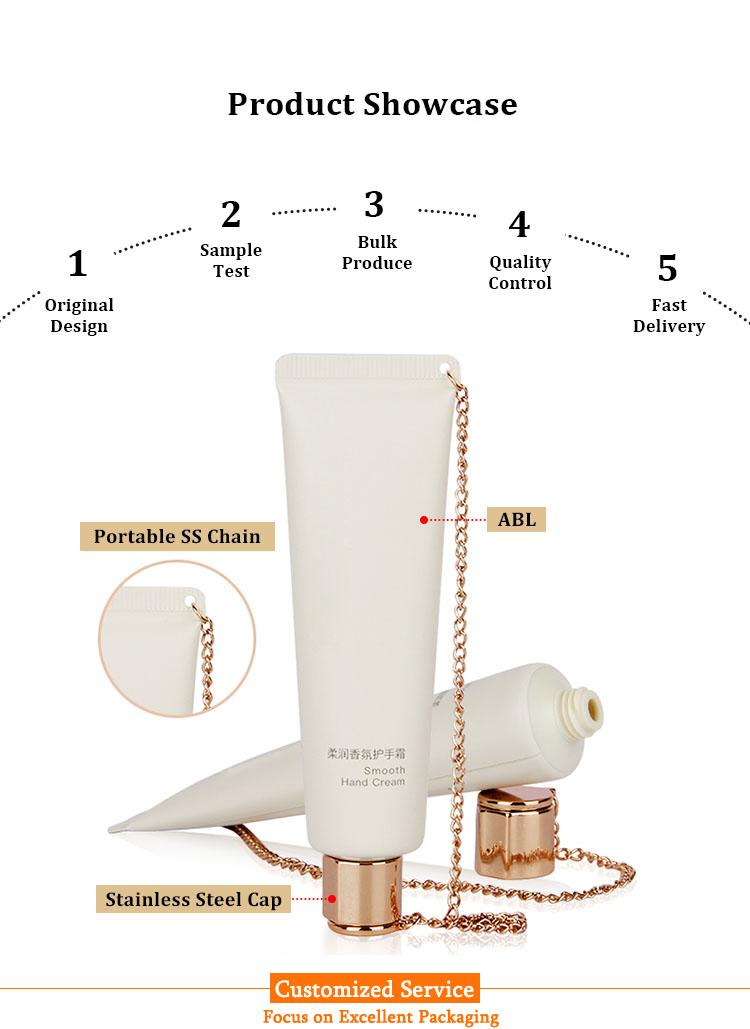 Product Showcase
1
Original
Design
2
Sample
Test
3
Bulk
Produce
4
Quality
Control
5
Fast
Delivery
ABL
Portable SS Chain
柔润香氛护手霜
Smooth
Hand Cream
Stainless Steel Cap
Customized Service
Focus on Excellent Packaging